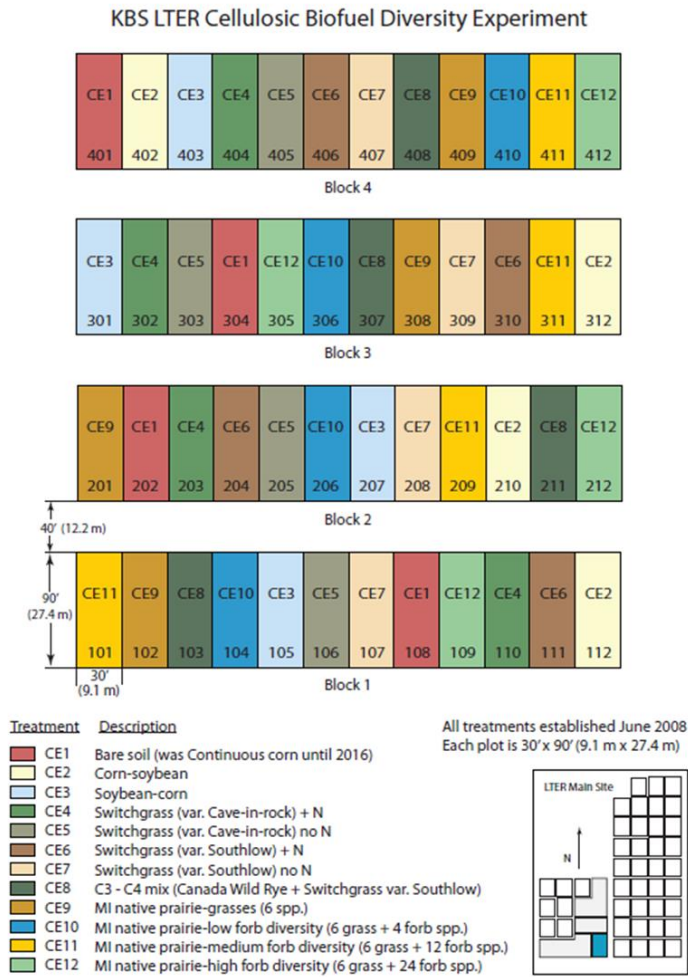 KBS LTER Cellulosic Biofuel Diversity Experiment
CE1 CE2 CE3 CE4 CE5 CE6 CE7 CE8 CE9 CE10 CE11 CE12
401 402 403 404 405 406 407 408 409 410 411 412
Block 4
CE3 CE4 CE5 CE1 CE12 CE10 CE8 CE9 CE7 CE6 CE11 CE2
301 302 303 304 305 306 307 308 309 310 311 312
Block 3
CE9 CE1 CE4 CE6 CE5 CE10 CE3 CE7 CE11 CE2 CE8 CE12
201 202 203 204 205 206 207 208 209 210 211 212
Block 2
40' (12.2 m)
CE11 CE9 CE8 CE10 CE3 CE5 CE7 CE1 CE12 CE4 CE6 CE2
90'
(27.4 m)
101 102 103 104 105 106 107 108 109 110 111 112
30'
(9.1 m)
Block 1
Treatment Description
CE1 Bare soil (was Continuous corn until 2016)
CE2 Corn-soybean
CE3 Soybean-corn
CE4 Switchgrass (var. Cave-in-rock) + N
CE5 Switchgrass (var. Cave-in-rock) no N
CE6 Switchgrass (var. Southlow) + N
CE7 Switchgrass (var. Southlow) no N
CE8 C3 - C4 mix (Canada Wild Rye + Switchgrass var. Southlow)
CE9 MI native prairie-grasses (6 spp.)
CE10 MI native prairie-low forb diversity (6 grass + 4 forb spp.)
CE11 MI native prairie-medium forb diversity (6 grass + 12 forb spp.)
CE12 MI native prairie-high forb diversity (6 grass + 24 forb spp.)
All treatments established June 2008
Each plot is 30' x 90' (9.1 m x 27.4 m)
LTER Main Site
N